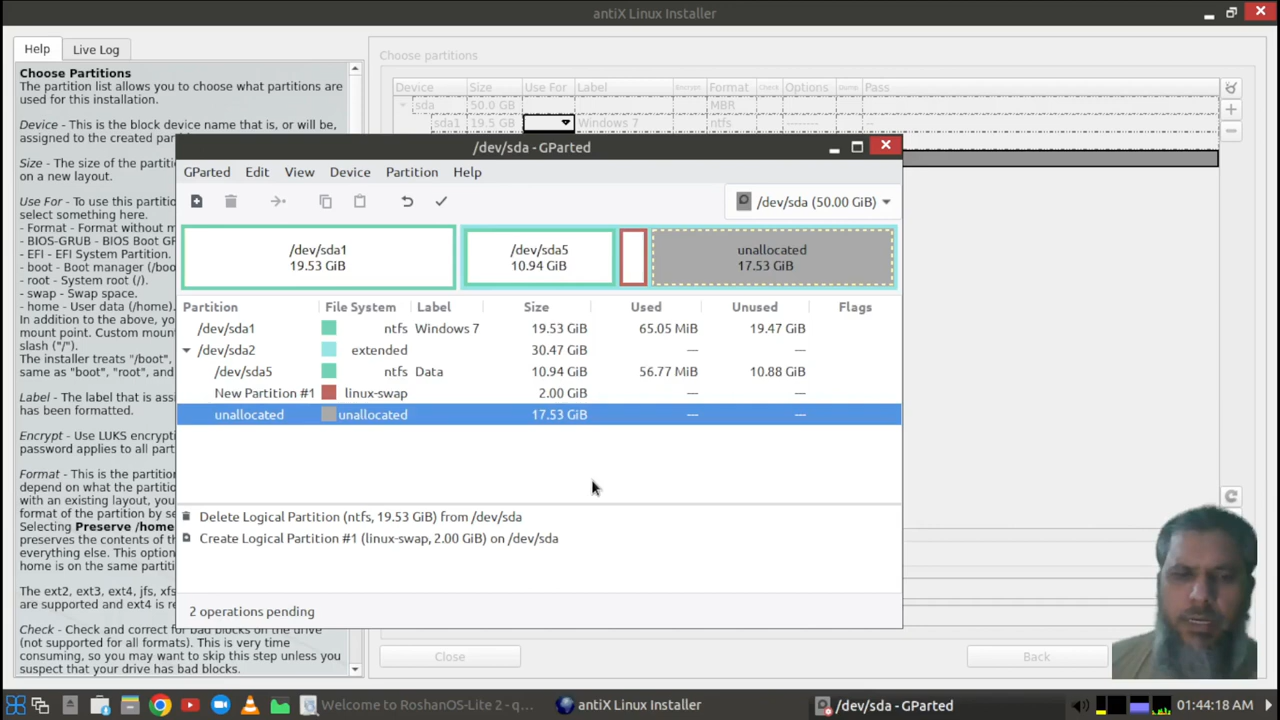 antiX Linux Installer
Help
Live Log
Choose Partitions
The partition list allows you to choose what partitions are
used for this installation.
Device - This is the block device name that is, or will be,
assigned to the created par
Size - The size of the partiti
on a new layout.
Use For - To use this partiti
select something here.
- Format - Format without m
- BIOS-GRUB - BIOS Boot GP
- EFI - EFI System Partition.
- boot - Boot manager (/boo
- root - System root (/).
- swap - Swap space.
- home - User data (/home).
In addition to the above, yo
mount point. Custom mount
slash ("/").
The installer treats "/boot",
same as "boot", "root", and
Label - The label that is assi
has been formatted.
Encrypt - Use LUKS encrypti
password applies to all part
Format - This is the partition
depend on what the partiti
with an existing layout, you
format of the partition by se
Selecting Preserve /home
preserves the contents of th
everything else. This option
home is on the same partiti
The ext2, ext3, ext4, jfs, xfs
are supported and ext4 is re
Check - Check and correct for bad blocks on the drive
(not supported for all formats). This is very time
consuming, so you may want to skip this step unless you
suspect that your drive has bad blocks.
Choose partitions
Device Size Use For Label Encrypt Format Check Options Dump Pass
sda 50.0 GB MBR
sda1 19.5 GB Windows 7 ntfs
/dev/sda - GParted
GParted Edit View Device Partition Help
/dev/sda (50.00 GiB)
/dev/sda1
19.53 GiB
/dev/sda5
10.94 GiB
unallocated
17.53 GiB
Partition File System Label Size Used Unused Flags
/dev/sda1 ntfs Windows 7 19.53 GiB 65.05 MiB 19.47 GiB
/dev/sda2 extended 30.47 GiB — —
/dev/sda5 ntfs Data 10.94 GiB 56.77 MiB 10.88 GiB
New Partition #1 linux-swap 2.00 GiB — —
unallocated unallocated 17.53 GiB — —
Delete Logical Partition (ntfs, 19.53 GiB) from /dev/sda
Create Logical Partition #1 (linux-swap, 2.00 GiB) on /dev/sda
2 operations pending
Close
Back
Welcome to RoshanOS-Lite 2 - q...
antiX Linux Installer
/dev/sda - GParted
01:44:18 AM